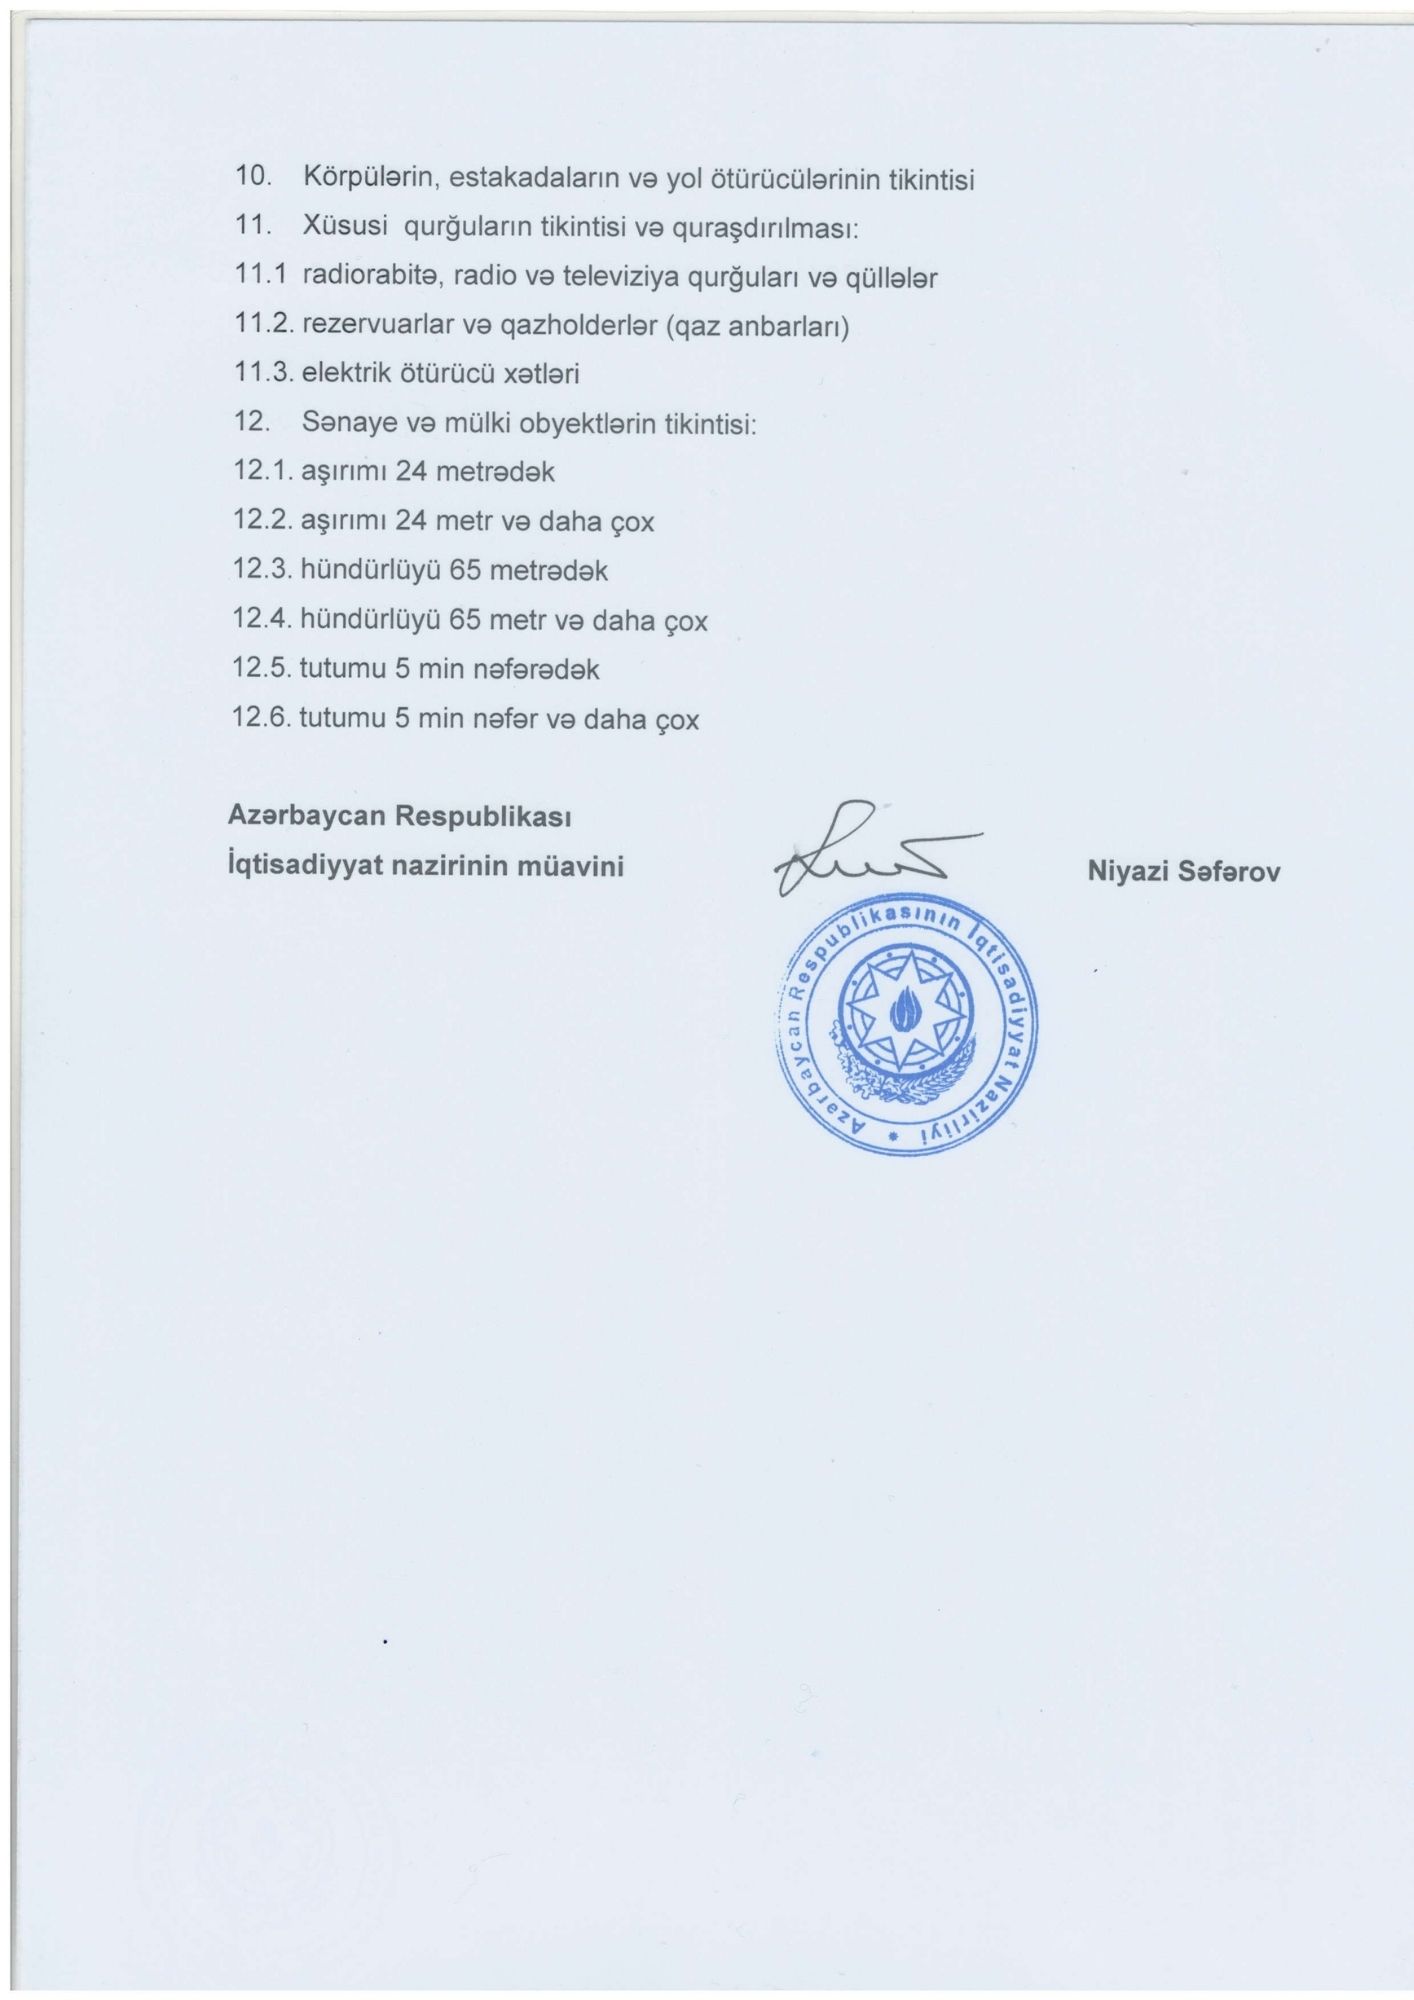 10. Körpülərin, estakadaların və yol ötürücülərinin tikintisi
11. Xüsusi qurğuların tikintisi və quraşdırılması:
11.1 radiorabitə, radio və televiziya qurğuları və qüllələr
11.2. rezervuarlar və qazholderlər (qaz anbarları)
11.3. elektrik ötürücü xətləri
12. Sənaye və mülki obyektlərin tikintisi:
12.1. aşırımı 24 metrədək
12.2. aşırımı 24 metr və daha çox
12.3. hündürlüyü 65 metrədək
12.4. hündürlüyü 65 metr və daha çox
12.5. tutumu 5 min nəfərədək
12.6. tutumu 5 min nəfər və daha çox
Azərbaycan Respublikası
İqtisadiyyat nazirinin müavini
Niyazi Səfərov
Azərbaycan Respublikasının İqtisadiyyat Nazirliyi *